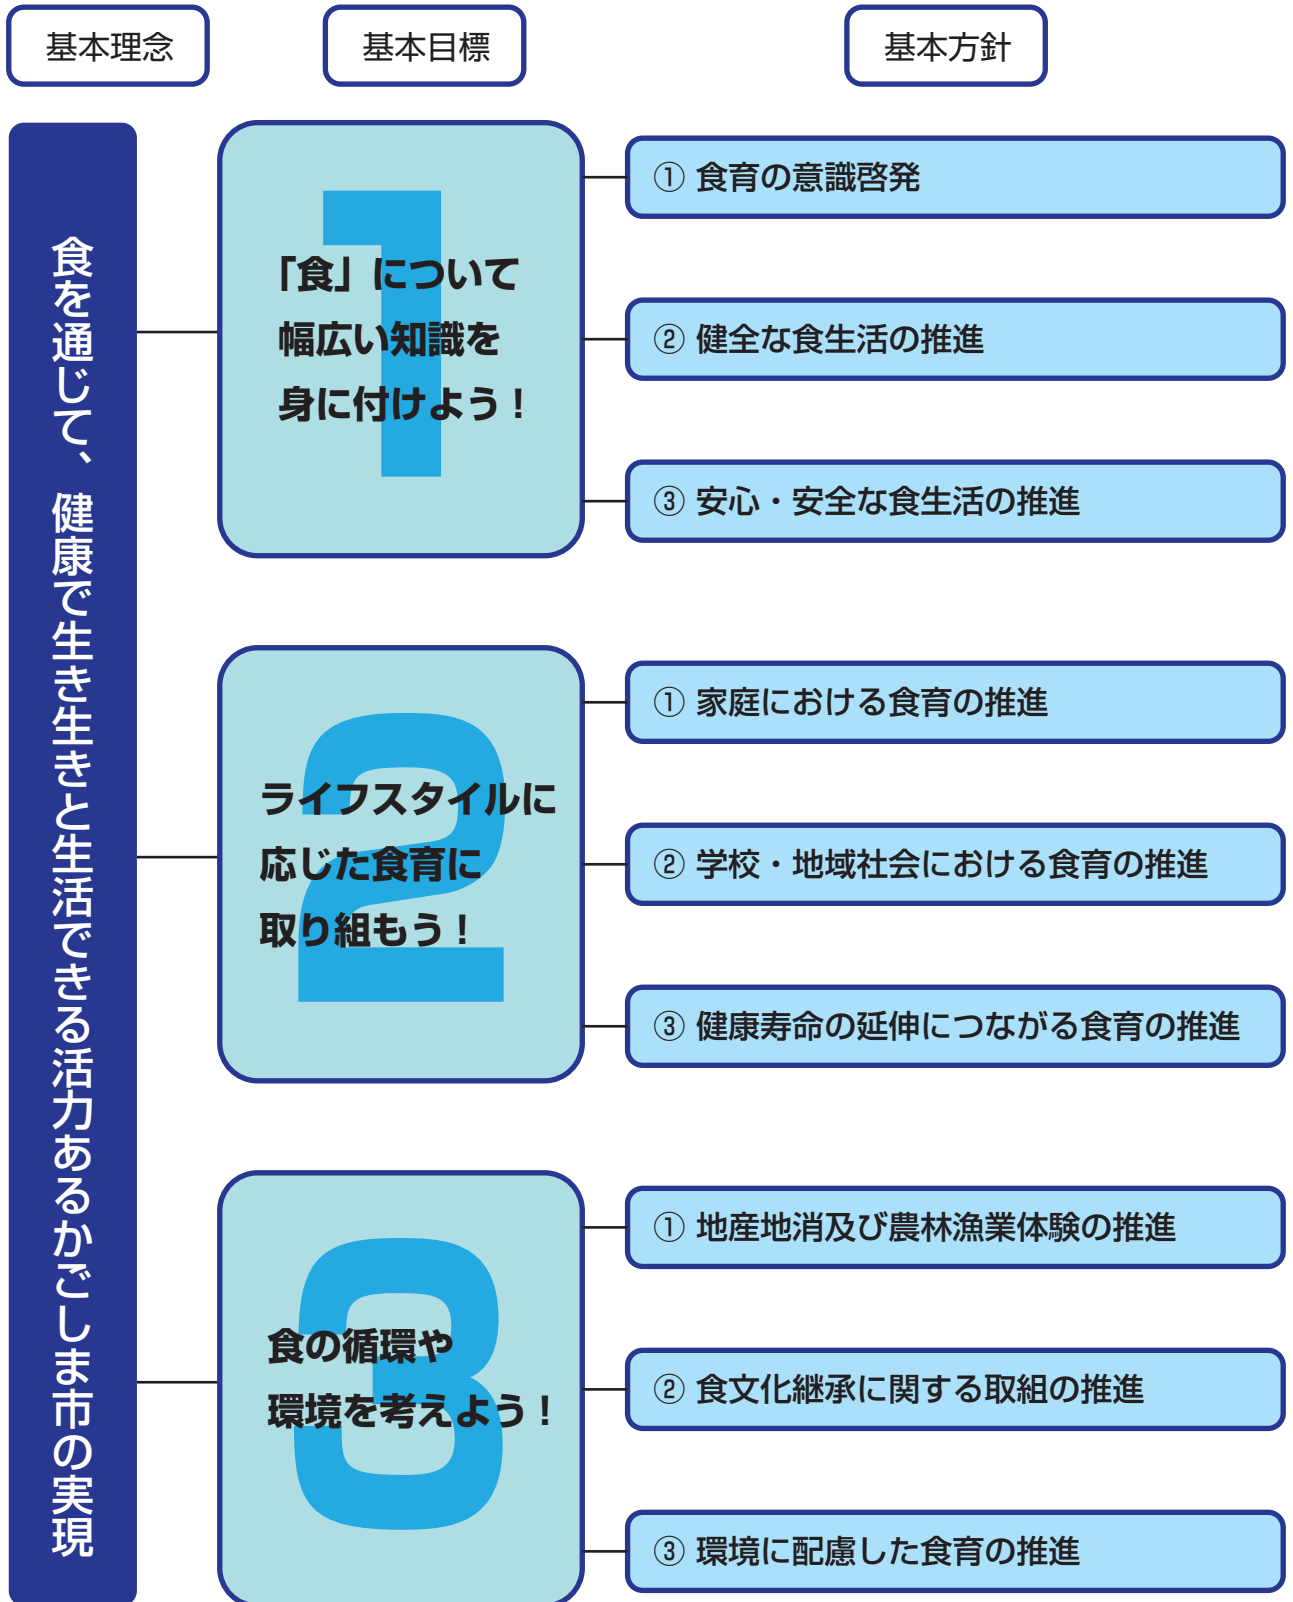 基本理念
基本目標
基本方針
食を通じて、健康で生き生きと生活できる活力あるかごしま市の実現
1
「食」について
幅広い知識を
身に付けよう！
① 食育の意識啓発
② 健全な食生活の推進
③ 安心・安全な食生活の推進
2
ライフスタイルに
応じた食育に
取り組もう！
① 家庭における食育の推進
② 学校・地域社会における食育の推進
③ 健康寿命の延伸につながる食育の推進
3
食の循環や
環境を考えよう！
① 地産地消及び農林漁業体験の推進
② 食文化継承に関する取組の推進
③ 環境に配慮した食育の推進